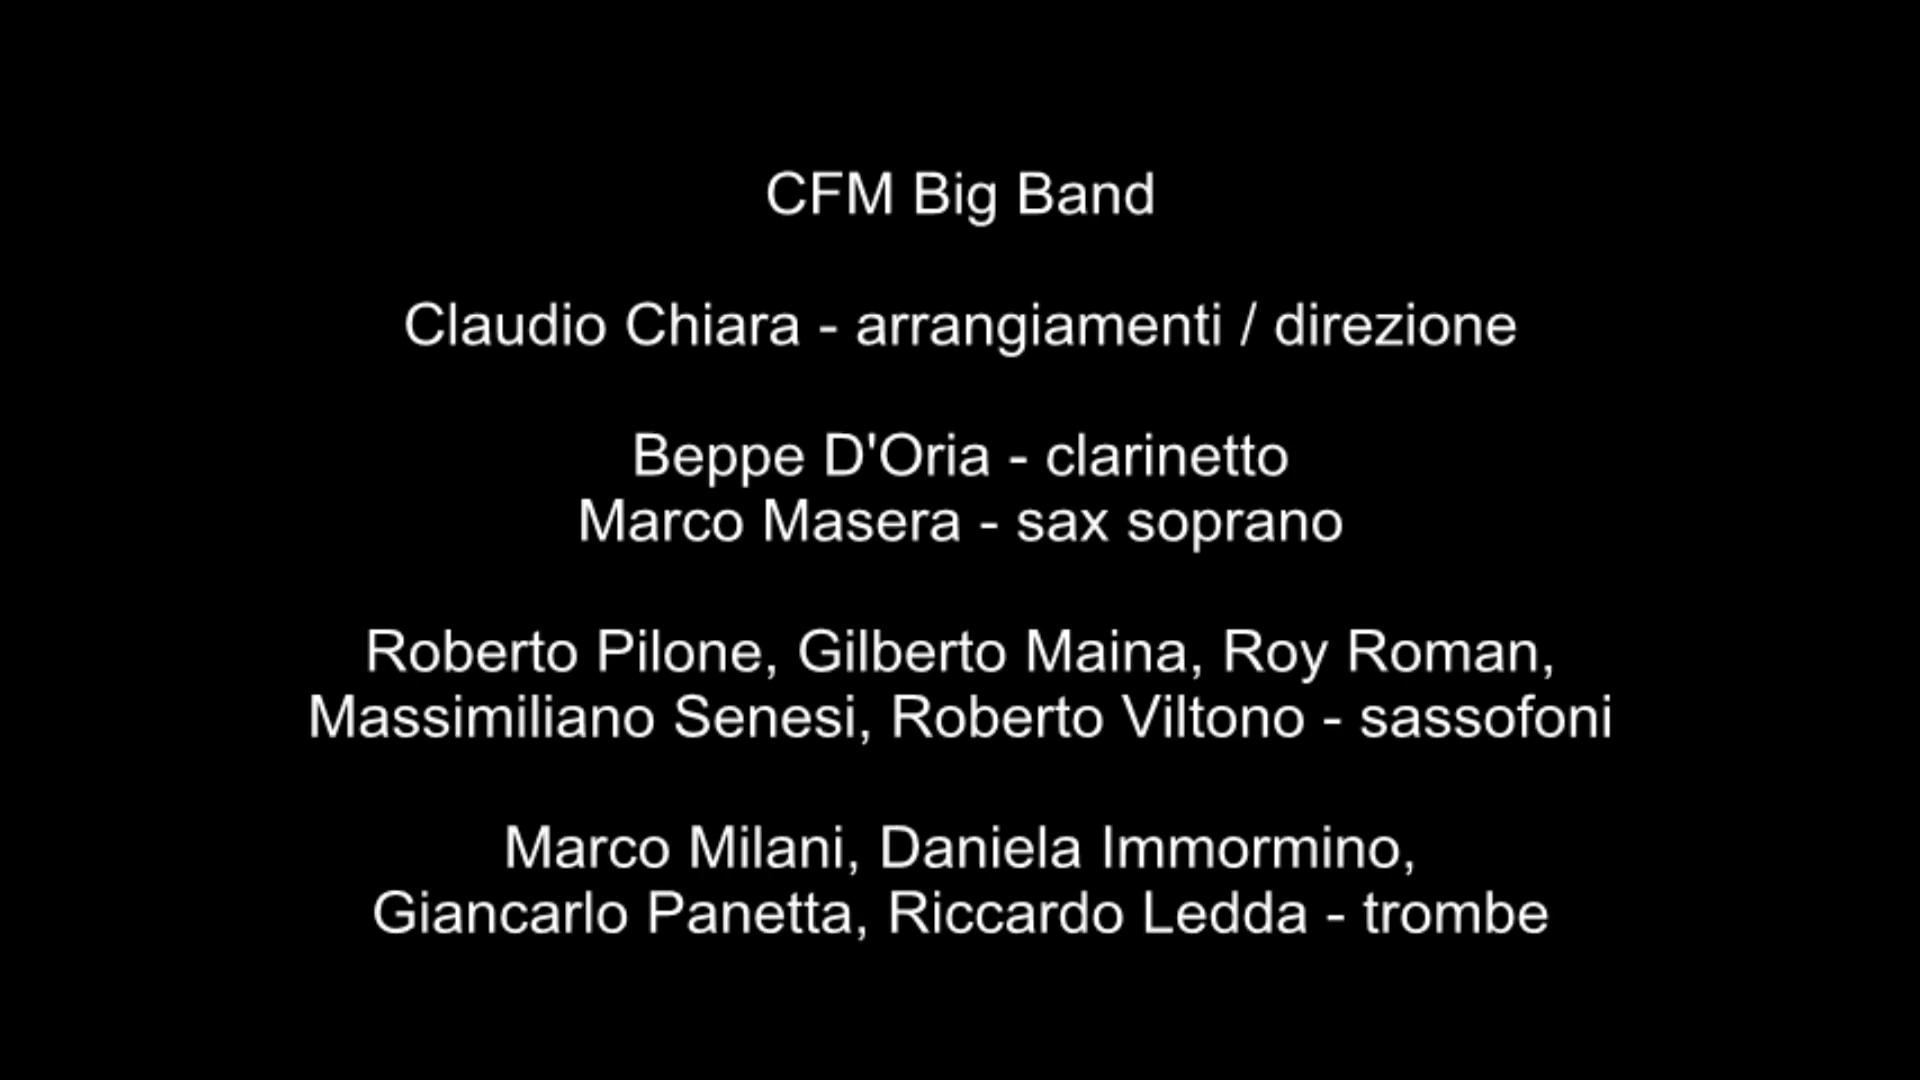 CFM Big Band
Claudio Chiara - arrangiamenti / direzione
Beppe D'Oria - clarinetto
Marco Masera - sax soprano
Roberto Pilone, Gilberto Maina, Roy Roman,
Massimiliano Senesi, Roberto Viltono - sassofoni
Marco Milani, Daniela Immormino,
Giancarlo Panetta, Riccardo Ledda - trombe